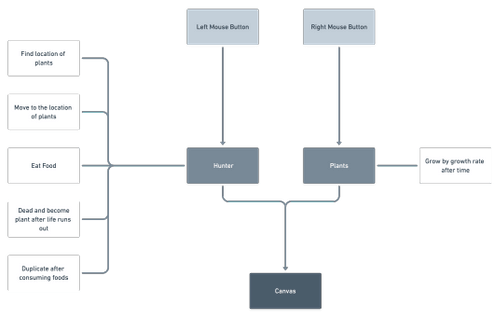 Left Mouse Button
Right Mouse Button
Find location of
plants
Move to the location
of plants
Eat Food
Hunter
Plants
Grow by growth rate
after time
Dead and become
plant after life runs
out
Duplicate after
consuming foods
Canvas